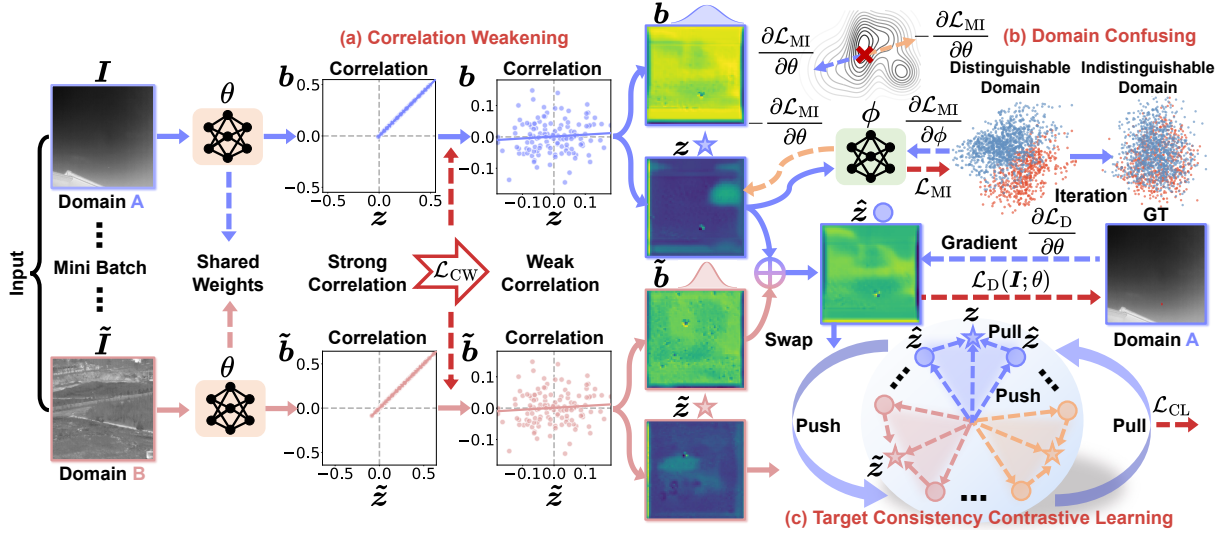 (a) Correlation Weakening
(b) Domain Confusing
Input
I
Domain A
Mini Batch
Ĩ
Domain B
θ
Shared
Weights
θ
b
Correlation
0.5
0.0
−0.5
−0.5 0.0 0.5
z
b
Correlation
0.1
0.0
−0.1
−0.1 0.0 0.1
z
Strong
Correlation
ℒ_CW
Weak
Correlation
b̃
Correlation
0.5
0.0
−0.5
−0.5 0.0 0.5
z̃
b̃
Correlation
0.1
0.0
−0.1
−0.1 0.0 0.1
z̃
b
z
b̃
z̃
∂ℒ_MI/∂θ
−∂ℒ_MI/∂θ
−∂ℒ_MI/∂θ
ϕ
∂ℒ_MI/∂ϕ
ℒ_MI
Distinguishable
Domain
Indistinguishable
Domain
Iteration
GT
ẑ
Gradient ∂ℒ_D/∂θ
ℒ_D(I; θ)
Domain A
Swap
z
ẑ Pull ẑ
Push
Push
Pull
ℒ_CL
z̃
(c) Target Consistency Contrastive Learning